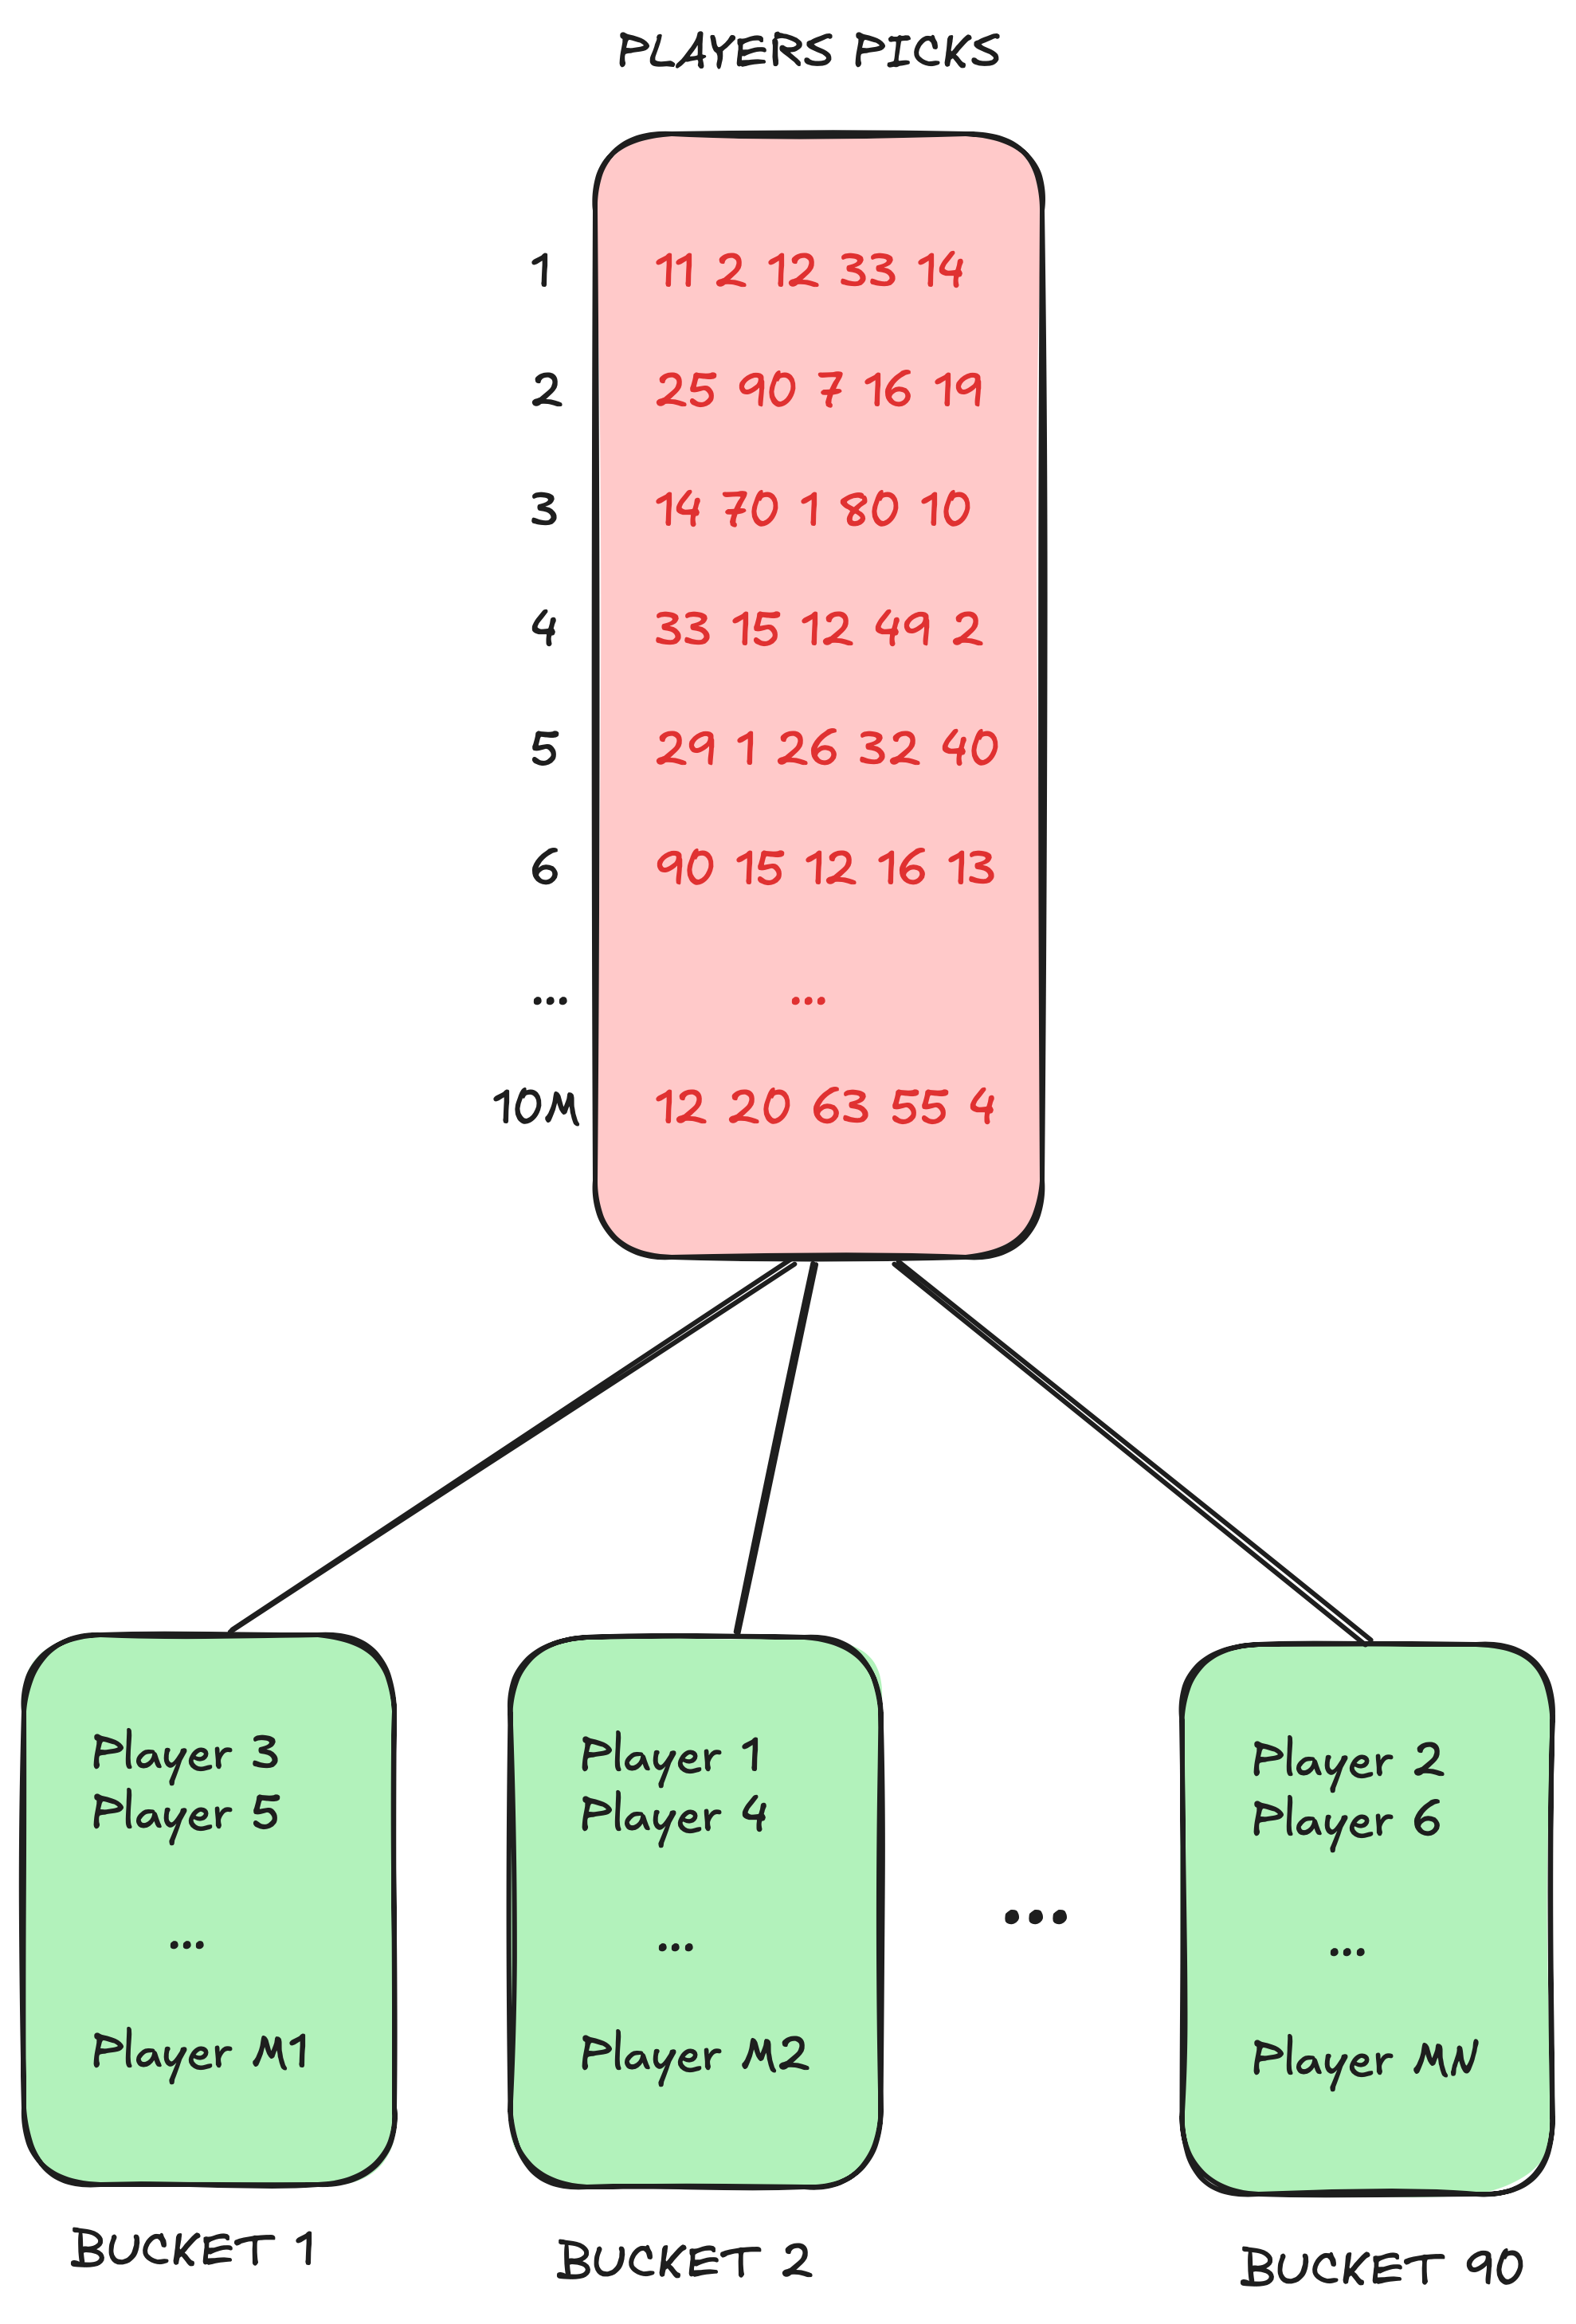 PLAYERS PICKS
1 11 2 12 33 14
2 25 90 7 16 19
3 14 70 1 80 10
4 33 15 12 49 2
5 29 1 26 32 40
6 90 15 12 16 13
... ...
10M 12 20 63 55 4
Player 3
Player 5
...
Player M1
BUCKET 1
Player 1
Player 4
...
Player M2
BUCKET 2
...
Player 2
Player 6
...
Player MN
BUCKET 90